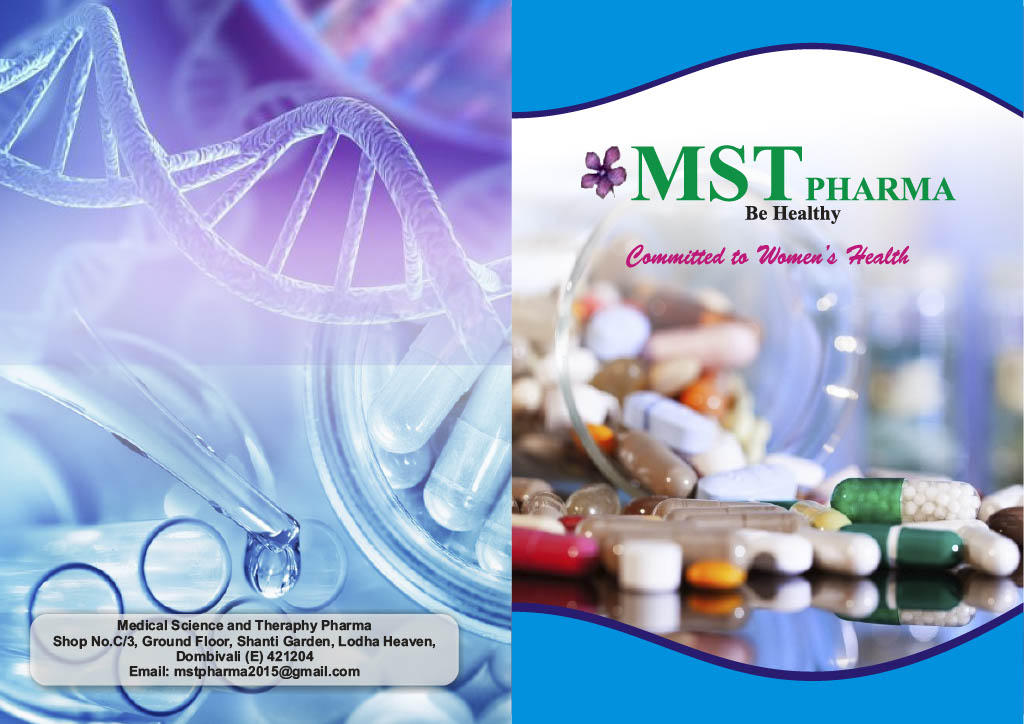 Medical Science and Theraphy Pharma
Shop No.C/3, Ground Floor, Shanti Garden, Lodha Heaven,
Dombivali (E) 421204
Email: mstpharma2015@gmail.com
MST PHARMA
Be Healthy
Committed to Women's Health